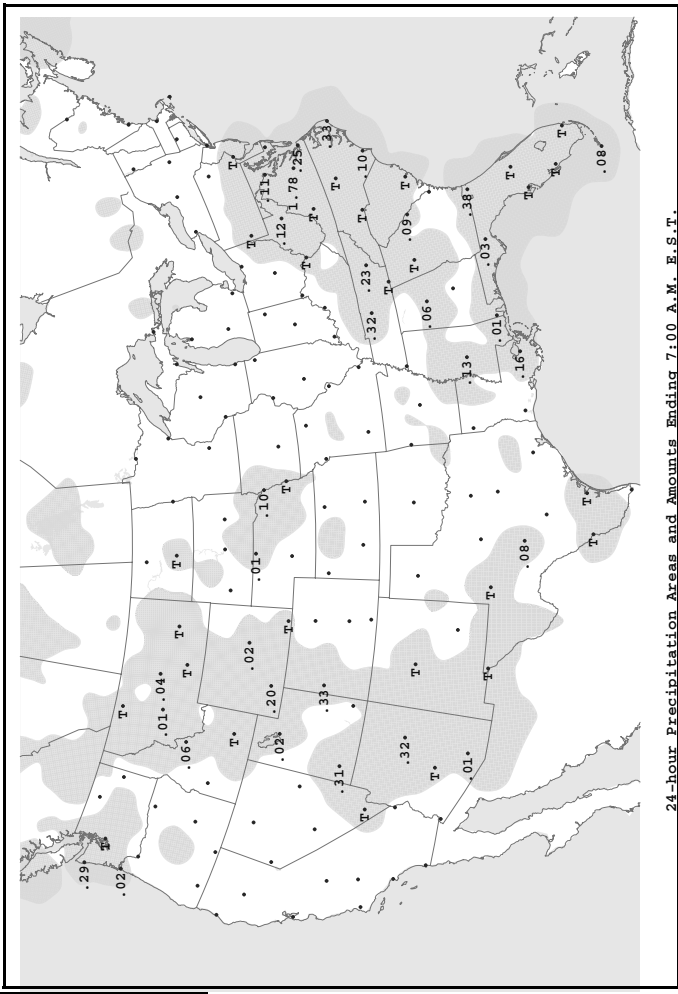 .29
T
.02
T
.01
.04
T
T
T
.06
T
T
.02
T
.01
.10
.11
.20
.02
.12
T
T
1.78
.25
T
T
.33
.33
T
.31
T
T
.10
.23
.32
T
.32
.09
T
T
T
.06
T
.01
.13
.38
.03
T
T
.01
T
.16
.08
T
T
T
T
T
.08
24-hour Precipitation Areas and Amounts Ending 7:00 A.M. E.S.T.